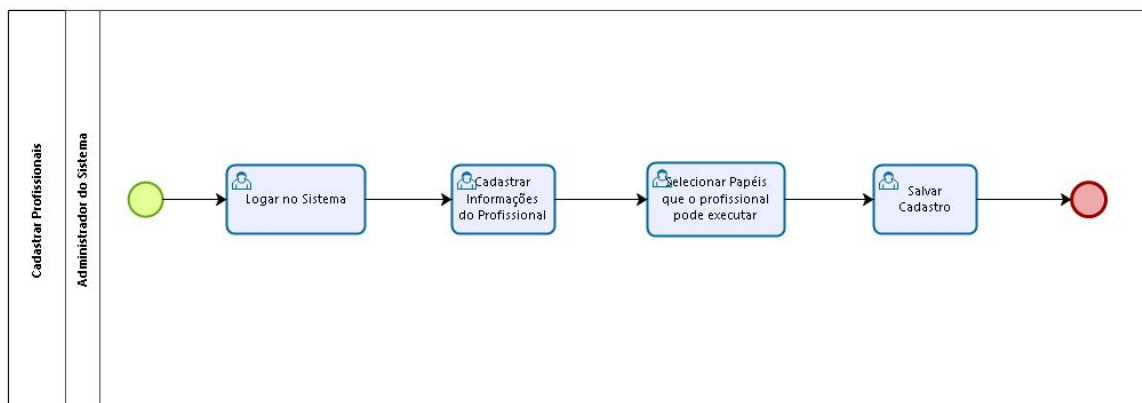 Cadastrar Profissionais
Administrador do Sistema
Logar no Sistema
Cadastrar
Informações
do Profissional
Selecionar Papéis
que o profissional
pode executar
Salvar
Cadastro